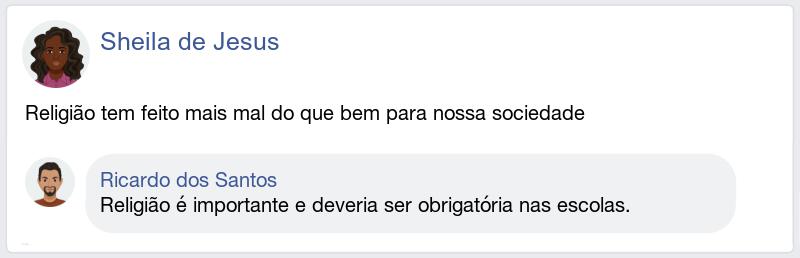 Sheila de Jesus
Religião tem feito mais mal do que bem para nossa sociedade
Ricardo dos Santos
Religião é importante e deveria ser obrigatória nas escolas.